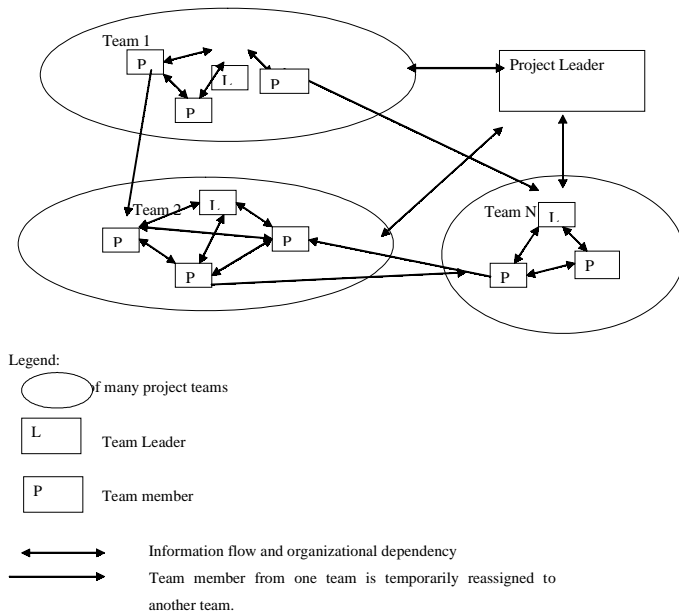 Team 1
Project Leader
P
L
P
P
Team 2
L
P
P
P
Team N
L
P
P
Legend:
of many project teams
L
Team Leader
P
Team member
Information flow and organizational dependency
Team member from one team is temporarily reassigned to
another team.